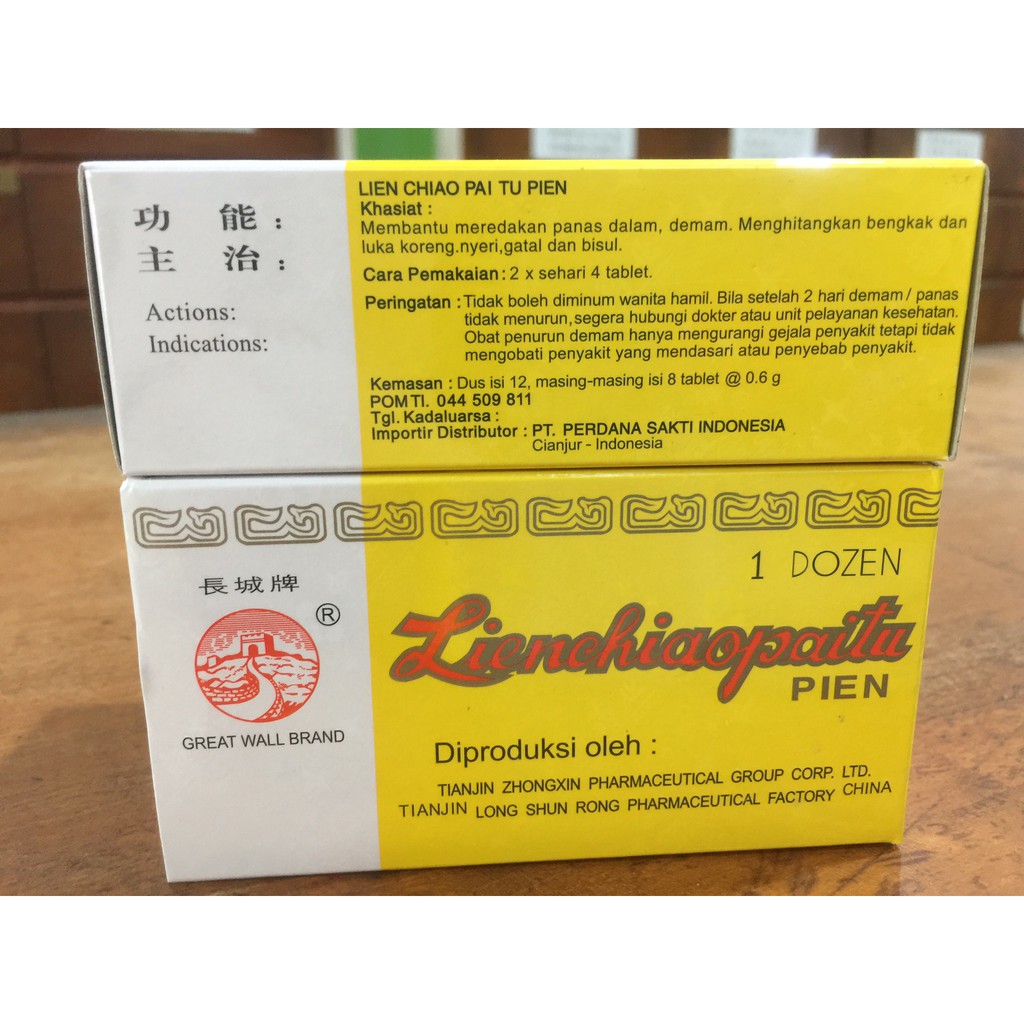 功 能：
主 治：
Actions:
Indications:
LIEN CHIAO PAI TU PIEN
Khasiat :
Membantu meredakan panas dalam, demam. Menghitangkan bengkak dan
luka koreng.nyeri,gatal dan bisul.
Cara Pemakaian : 2 x sehari 4 tablet.
Peringatan : Tidak boleh diminum wanita hamil. Bila setelah 2 hari demam / panas
tidak menurun,segera hubungi dokter atau unit pelayanan kesehatan.
Obat penurun demam hanya mengurangi gejala penyakit tetapi tidak
mengobati penyakit yang mendasari atau penyebab penyakit.
Kemasan : Dus isi 12, masing-masing isi 8 tablet @ 0.6 g
POM TI. 044 509 811
Tgl. Kadaluarsa :
Importir Distributor : PT. PERDANA SAKTI INDONESIA
Cianjur - Indonesia
長城牌
®
GREAT WALL BRAND
1 DOZEN
Lienchiaopaitu
PIEN
Diproduksi oleh :
TIANJIN ZHONGXIN PHARMACEUTICAL GROUP CORP. LTD.
TIANJIN LONG SHUN RONG PHARMACEUTICAL FACTORY CHINA